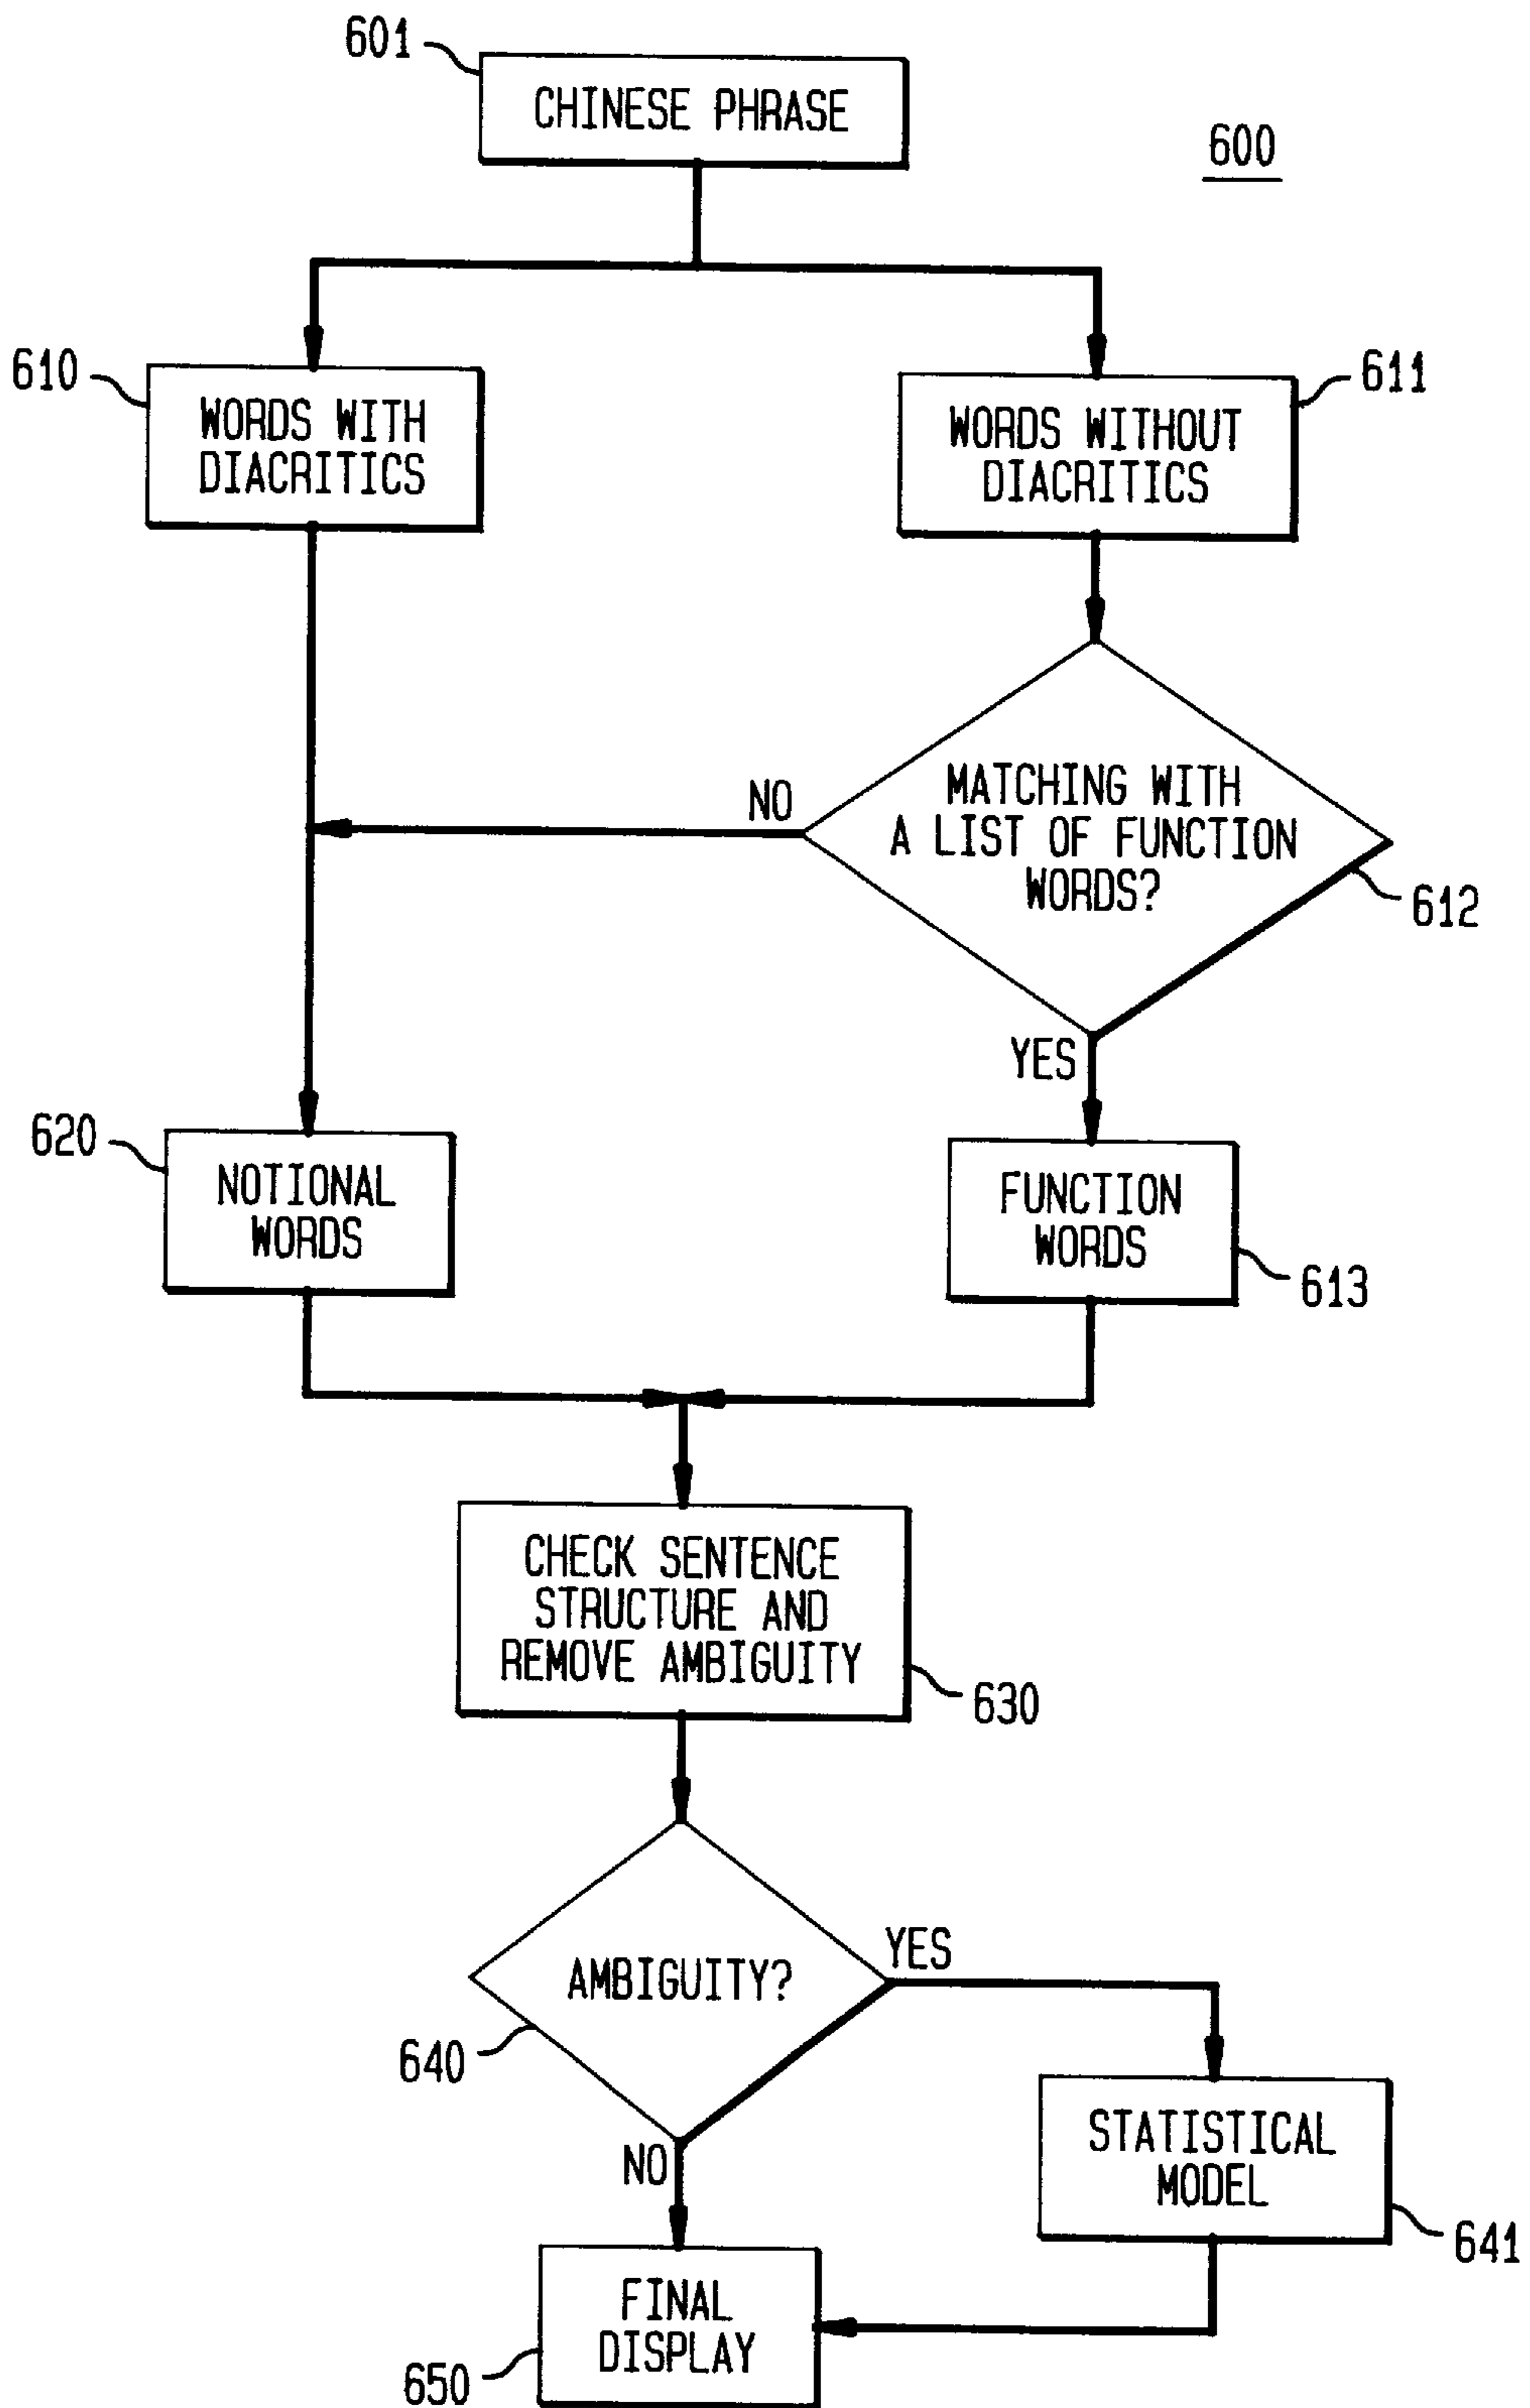 601
CHINESE PHRASE
600
610
WORDS WITH
DIACRITICS
WORDS WITHOUT
DIACRITICS
611
NO
MATCHING WITH
A LIST OF FUNCTION
WORDS?
612
YES
620
NOTIONAL
WORDS
FUNCTION
WORDS
613
CHECK SENTENCE
STRUCTURE AND
REMOVE AMBIGUITY
630
AMBIGUITY?
YES
640
NO
STATISTICAL
MODEL
641
FINAL
DISPLAY
650